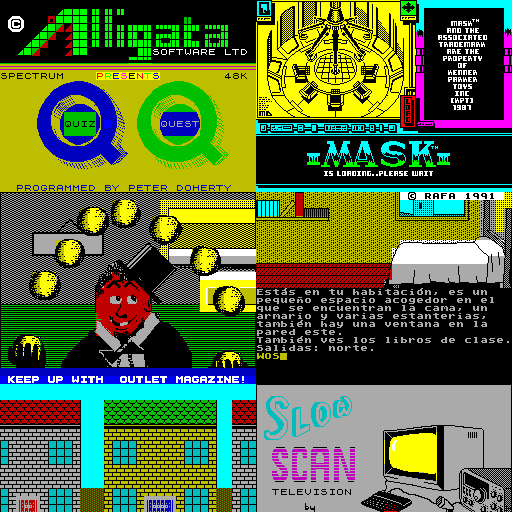 ©
Alligata
SOFTWARE LTD
SPECTRUM PRESENTS 48K
QUIZ QUEST
PROGRAMMED BY PETER DOHERTY
MASK™
AND THE
ASSOCIATED
TRADEMARK
ARE THE
PROPERTY
OF
KENNER
PARKER
TOYS
INC
(KPT)
1987
MASK™
IS LOADING..PLEASE WAIT
KEEP UP WITH OUTLET MAGAZINE!
© RAFA 1991
Estás en tu habitación, es un
pequeño espacio acogedor en el
que se encuentran la cama, un
armario y varias estanterias,
también hay una ventana en la
pared este.
También ves los libros de clase.
Salidas: norte.
WOS
SLOW
SCAN
TELEVISION
by